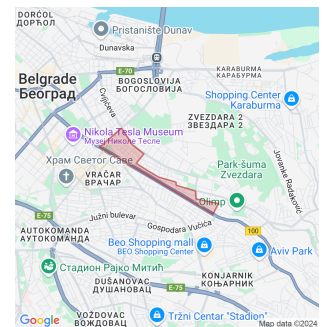 DORĆOL
ДОРЋОЛ
Pristanište Dunav
Dunavska
E-70
BOGOSLOVIJA
БОГОСЛОВИЈА
KARABURMA
КАРАБУРМА
Belgrade
Београд
Cvijićeva
Shopping Center
Karaburma
ZVEZDARA 2
ЗВЕЗДАРА 2
Nikola Tesla Museum
Музеј Николе Тесле
Храм Светог Саве
VRAČAR
ВРАЧАР
Park-šuma
Zvezdara
Jovanke Radaković
Olimp
E-75
Južni bulevar
Gospodara Vučića
100
AUTOKOMANDA
АУТОКОМАНДА
Beo Shopping mall
BEO Shopping Center
Aviv Park
Стадион Рајко Митић
KONJARNIK
КОЊАРНИК
DUŠANOVAC
ДУШАНОВАЦ
VOŽDOVAC
ВОЖДОВАЦ
Tržni Centar "Stadion"
Google
Map data ©2024